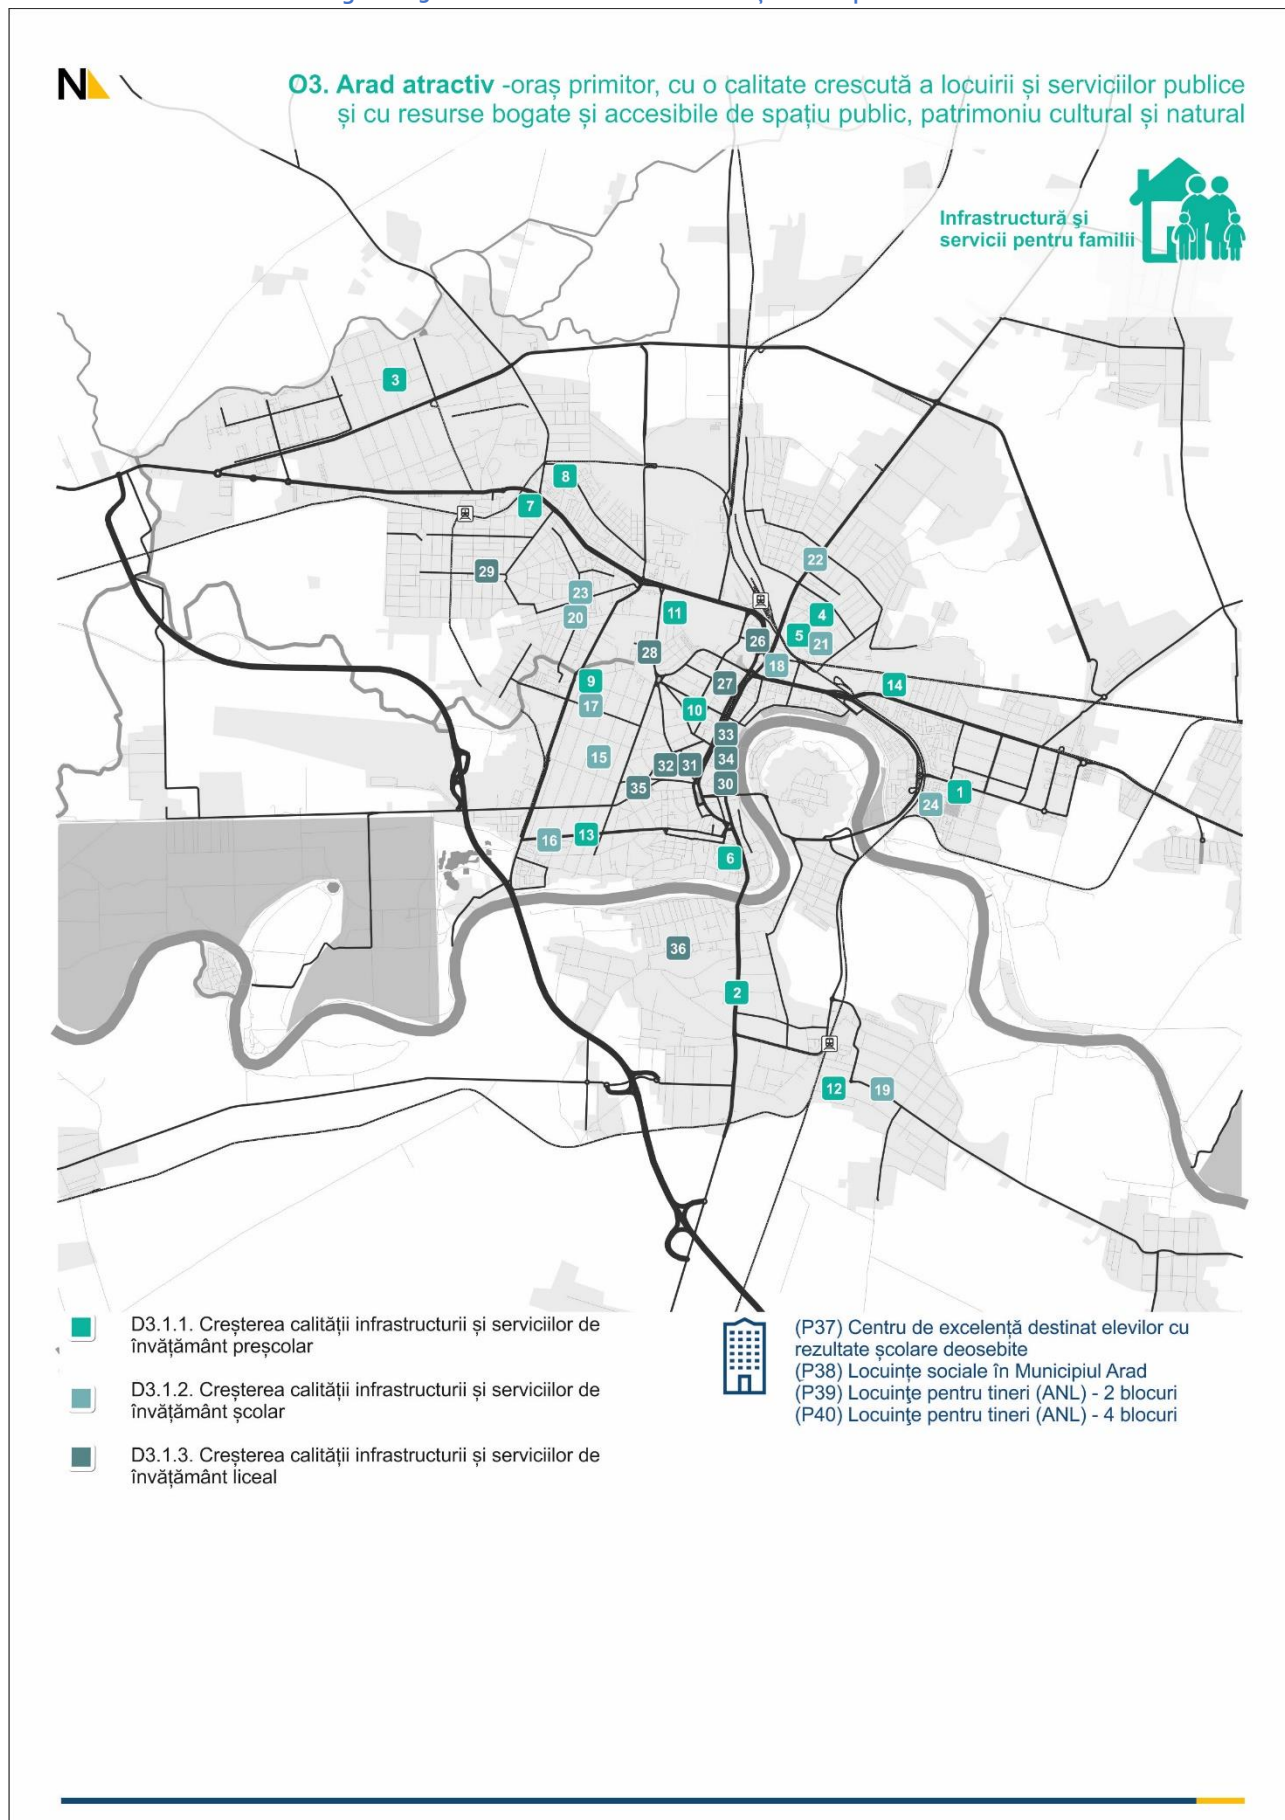 N
O3. Arad atractiv -oraș primitor, cu o calitate crescută a locuirii și serviciilor publice
și cu resurse bogate și accesibile de spațiu public, patrimoniu cultural și natural
Infrastructură şi
servicii pentru familii
3
8
7
22
29
23
20
11
4
5
21
26
28
18
9
27
14
17
10
33
15
34
32
31
35
30
1
24
16
13
6
36
2
12
19
D3.1.1. Creșterea calității infrastructurii și serviciilor de
învățământ preșcolar
D3.1.2. Creșterea calității infrastructurii și serviciilor de
învățământ școlar
D3.1.3. Creșterea calității infrastructurii și serviciilor de
învățământ liceal
(P37) Centru de excelență destinat elevilor cu
rezultate școlare deosebite
(P38) Locuințe sociale în Municipiul Arad
(P39) Locuinţe pentru tineri (ANL) - 2 blocuri
(P40) Locuinţe pentru tineri (ANL) - 4 blocuri